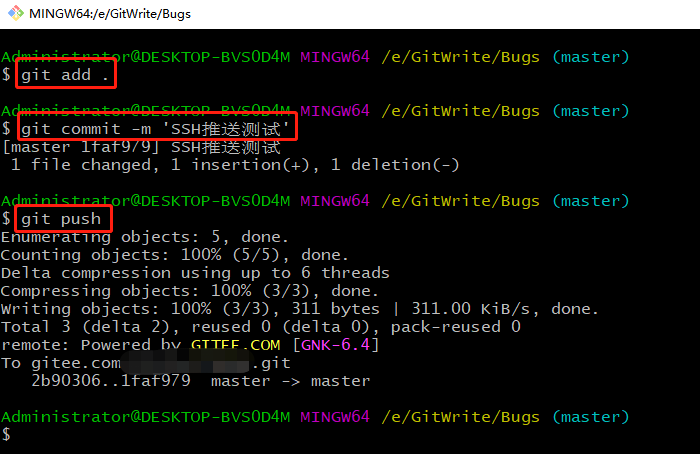 MINGW64:/e/GitWrite/Bugs
Administrator@DESKTOP-BVS0D4M MINGW64 /e/GitWrite/Bugs (master)
$ git add .
Administrator@DESKTOP-BVS0D4M MINGW64 /e/GitWrite/Bugs (master)
$ git commit -m 'SSH推送测试'
[master 1faf979] SSH推送测试
1 file changed, 1 insertion(+), 1 deletion(-)
Administrator@DESKTOP-BVS0D4M MINGW64 /e/GitWrite/Bugs (master)
$ git push
Enumerating objects: 5, done.
Counting objects: 100% (5/5), done.
Delta compression using up to 6 threads
Compressing objects: 100% (3/3), done.
Writing objects: 100% (3/3), 311 bytes | 311.00 KiB/s, done.
Total 3 (delta 2), reused 0 (delta 0), pack-reused 0
remote: Powered by GITEE.COM [GNK-6.4]
To gitee.com .git
2b90306..1faf979 master -> master
Administrator@DESKTOP-BVS0D4M MINGW64 /e/GitWrite/Bugs (master)
$